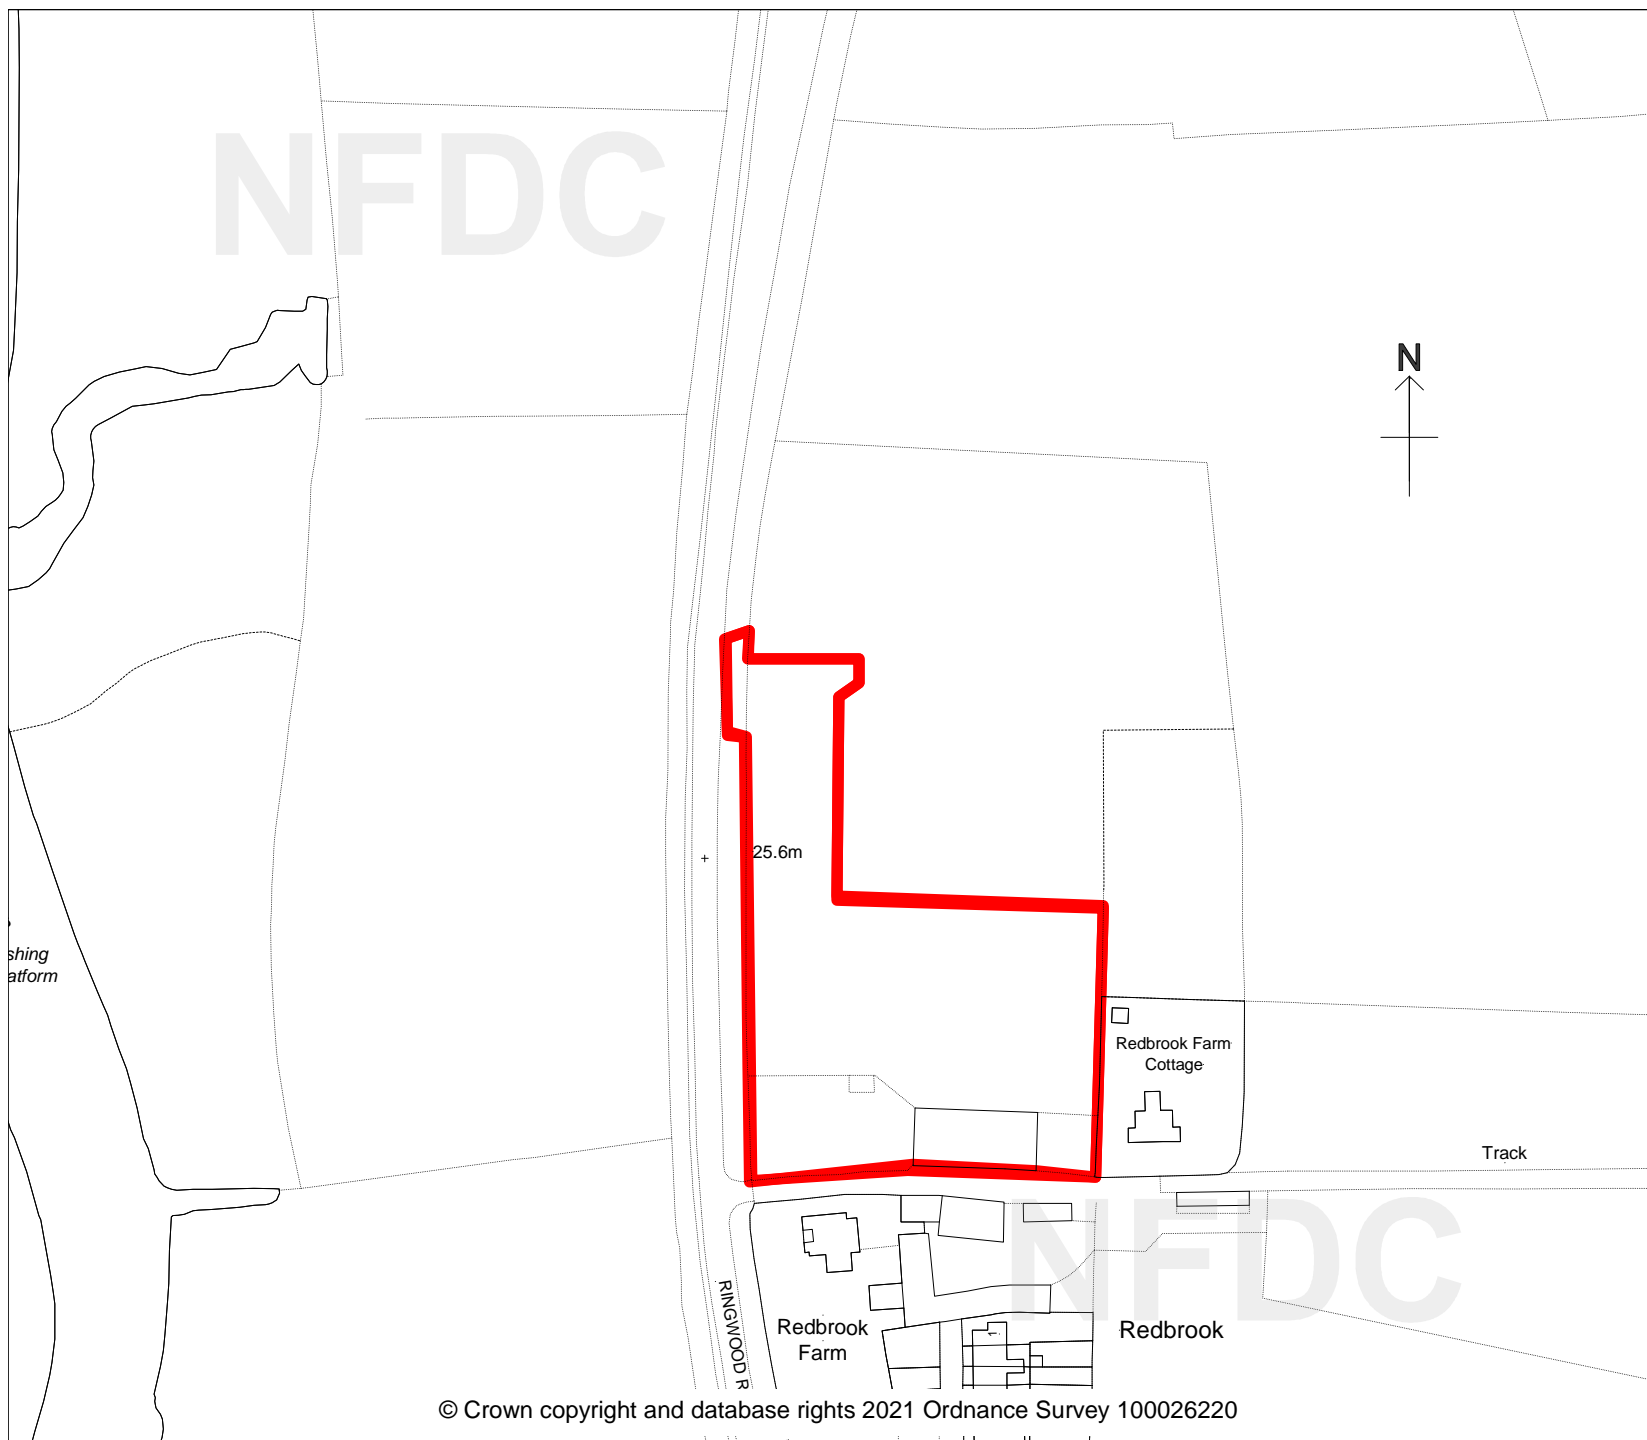 NFDC
N
25.6m
shing
atform
Redbrook Farm
Cottage
Track
NFDC
RINGWOOD R
Redbrook
Farm
1
Redbrook
© Crown copyright and database rights 2021 Ordnance Survey 100026220